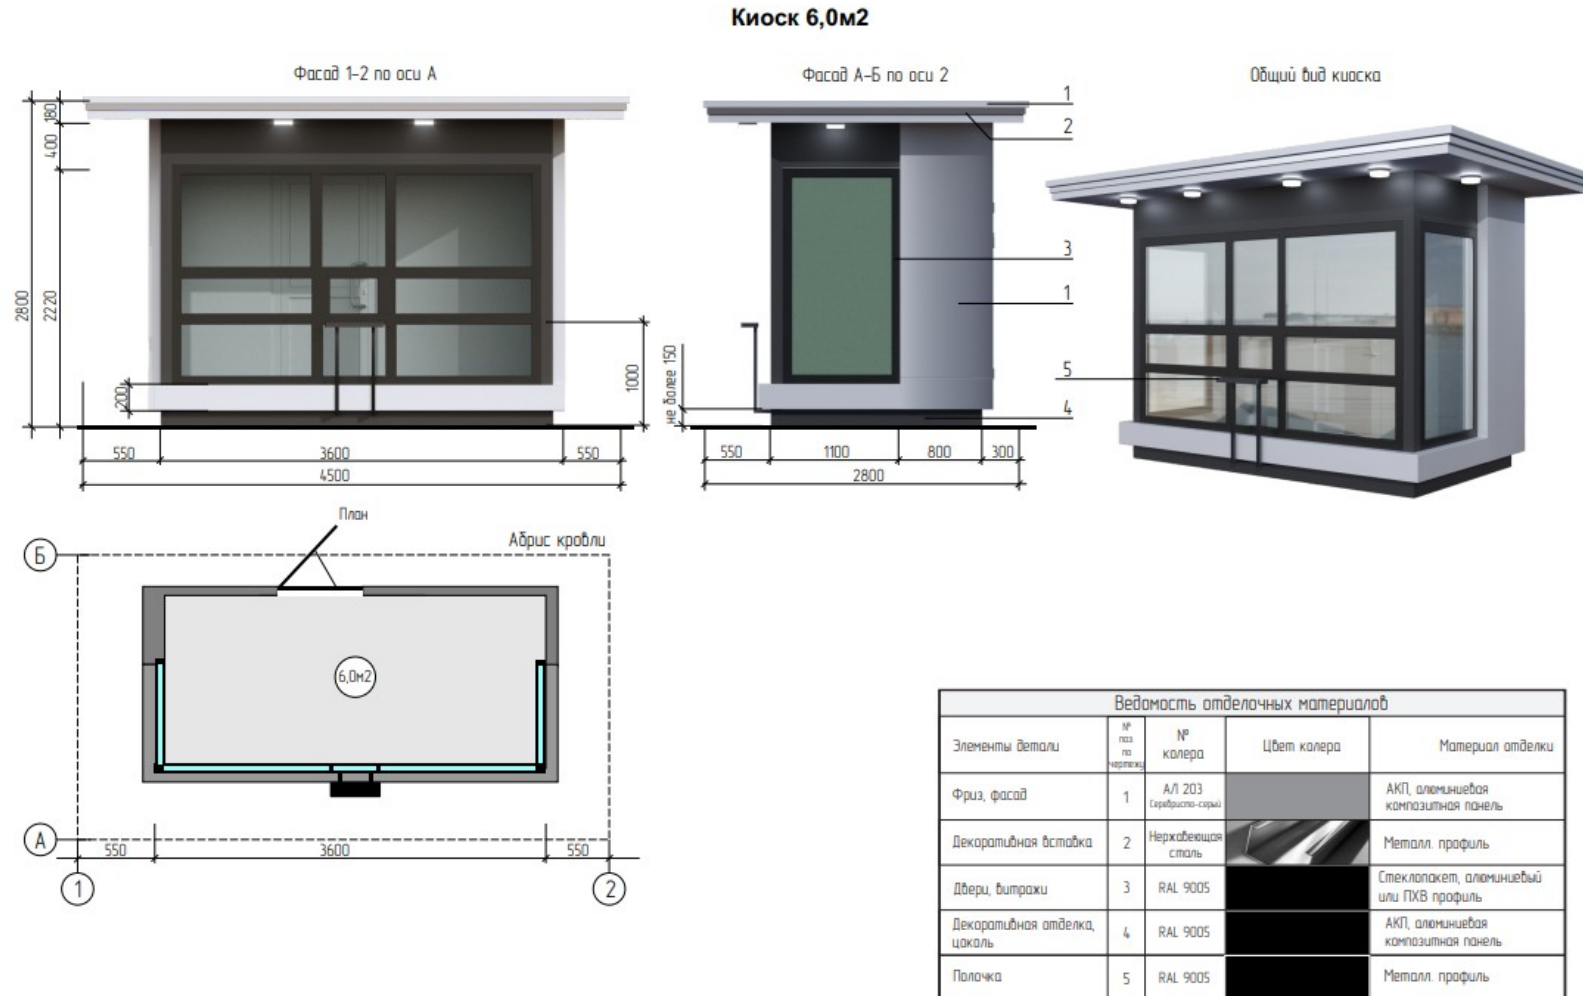 Киоск 6,0м2
Фасад 1-2 по оси А
Фасад А-Б по оси 2
Общий вид киоска
180
400
2800
2220
200
1000
550
3600
550
4500
1
2
3
1
не более 150
4
550
1100
800
300
2800
5
План
Абрис кровли
Б
6,0м2
А
550
3600
550
1
2
Ведомость отделочных материалов
Элементы детали
№ поз по чертежу
№ колера
Цвет колера
Материал отделки
Фриз, фасад
1
АЛ 203
Серебристо-серый
АКП, алюминиевая
композитная панель
Декоративная вставка
2
Нержавеющая
сталь
Металл. профиль
Двери, витражи
3
RAL 9005
Стеклопакет, алюминиевый
или ПХВ профиль
Декоративная отделка,
цоколь
4
RAL 9005
АКП, алюминиевая
композитная панель
Полочка
5
RAL 9005
Металл. профиль